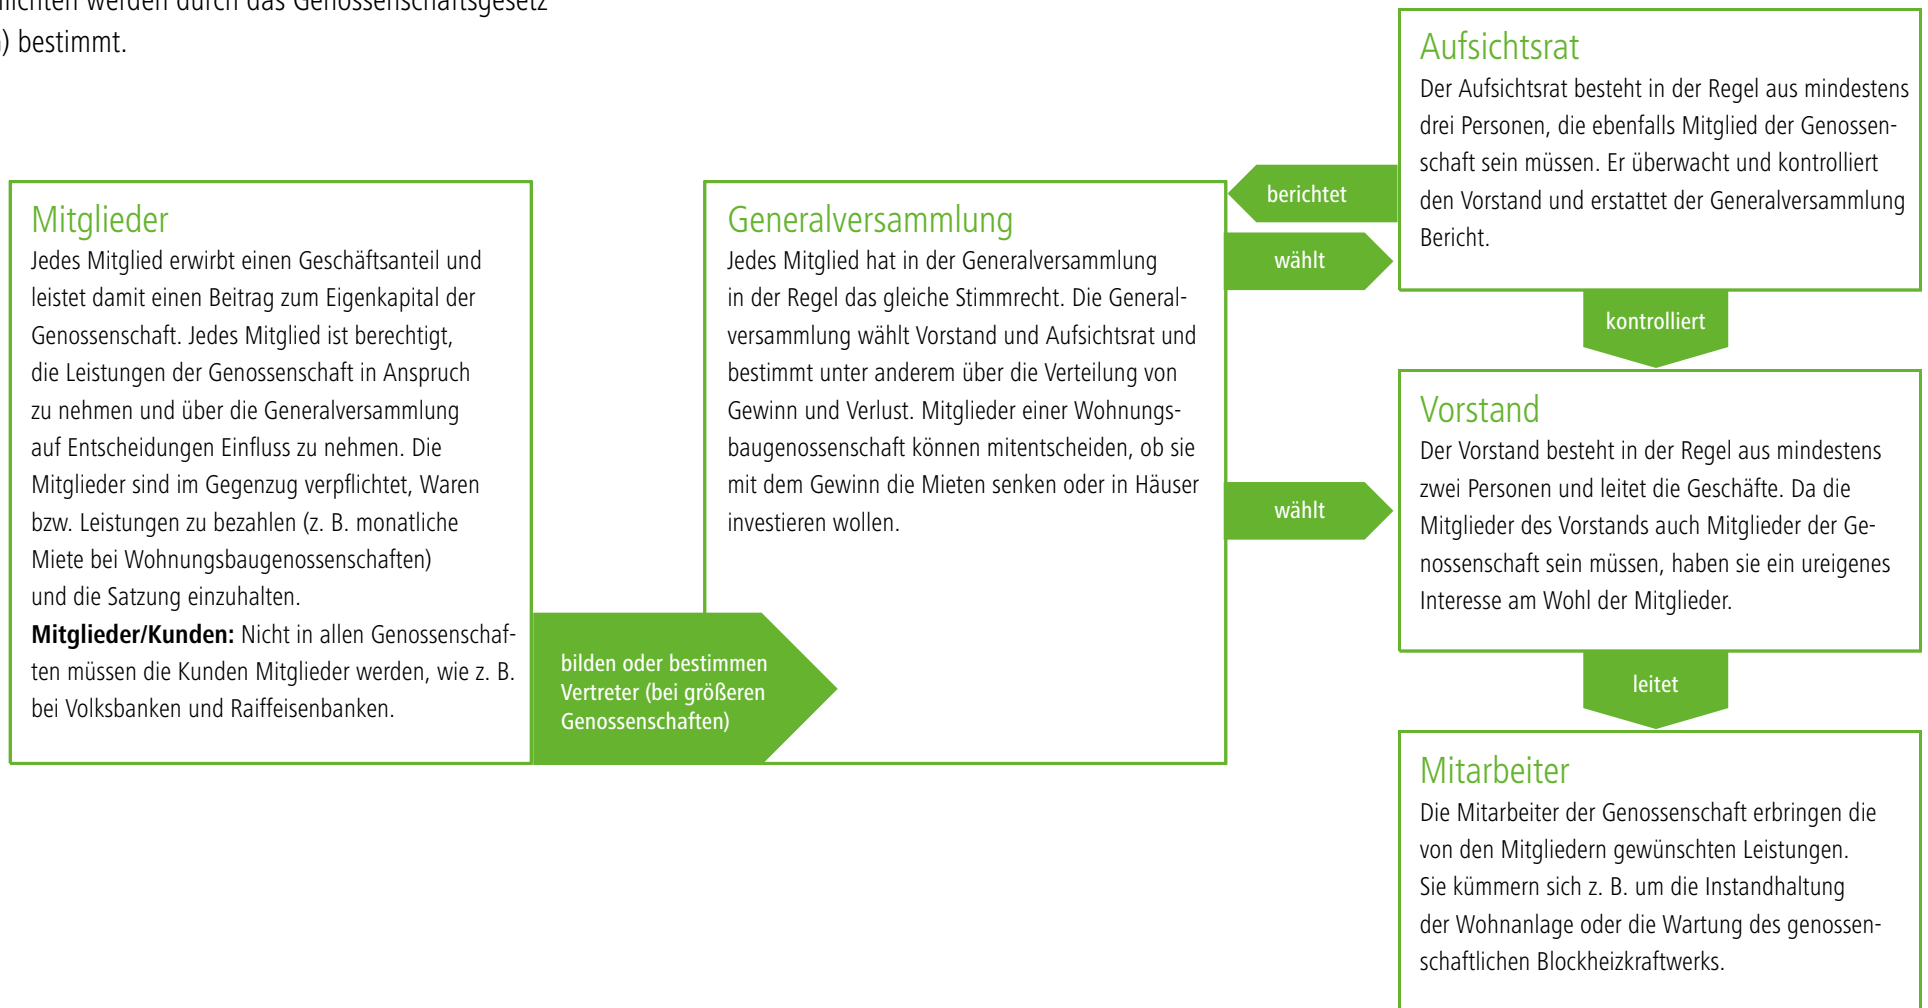 werden durch das Genossenschaftsgesetz
) bestimmt.
Mitglieder
Jedes Mitglied erwirbt einen Geschäftsanteil und
leistet damit einen Beitrag zum Eigenkapital der
Genossenschaft. Jedes Mitglied ist berechtigt,
die Leistungen der Genossenschaft in Anspruch
zu nehmen und über die Generalversammlung
auf Entscheidungen Einfluss zu nehmen. Die
Mitglieder sind im Gegenzug verpflichtet, Waren
bzw. Leistungen zu bezahlen (z. B. monatliche
Miete bei Wohnungsbaugenossenschaften)
und die Satzung einzuhalten.
Mitglieder/Kunden: Nicht in allen Genossenschaf-
ten müssen die Kunden Mitglieder werden, wie z. B.
bei Volksbanken und Raiffeisenbanken.
bilden oder bestimmen
Vertreter (bei größeren
Genossenschaften)
Generalversammlung
Jedes Mitglied hat in der Generalversammlung
in der Regel das gleiche Stimmrecht. Die General-
versammlung wählt Vorstand und Aufsichtsrat und
bestimmt unter anderem über die Verteilung von
Gewinn und Verlust. Mitglieder einer Wohnungs-
baugenossenschaft können mitentscheiden, ob sie
mit dem Gewinn die Mieten senken oder in Häuser
investieren wollen.
berichtet
wählt
wählt
Aufsichtsrat
Der Aufsichtsrat besteht in der Regel aus mindestens
drei Personen, die ebenfalls Mitglied der Genossen-
schaft sein müssen. Er überwacht und kontrolliert
den Vorstand und erstattet der Generalversammlung
Bericht.
kontrolliert
Vorstand
Der Vorstand besteht in der Regel aus mindestens
zwei Personen und leitet die Geschäfte. Da die
Mitglieder des Vorstands auch Mitglieder der Ge-
nossenschaft sein müssen, haben sie ein ureigenes
Interesse am Wohl der Mitglieder.
leitet
Mitarbeiter
Die Mitarbeiter der Genossenschaft erbringen die
von den Mitgliedern gewünschten Leistungen.
Sie kümmern sich z. B. um die Instandhaltung
der Wohnanlage oder die Wartung des genossen-
schaftlichen Blockheizkraftwerks.